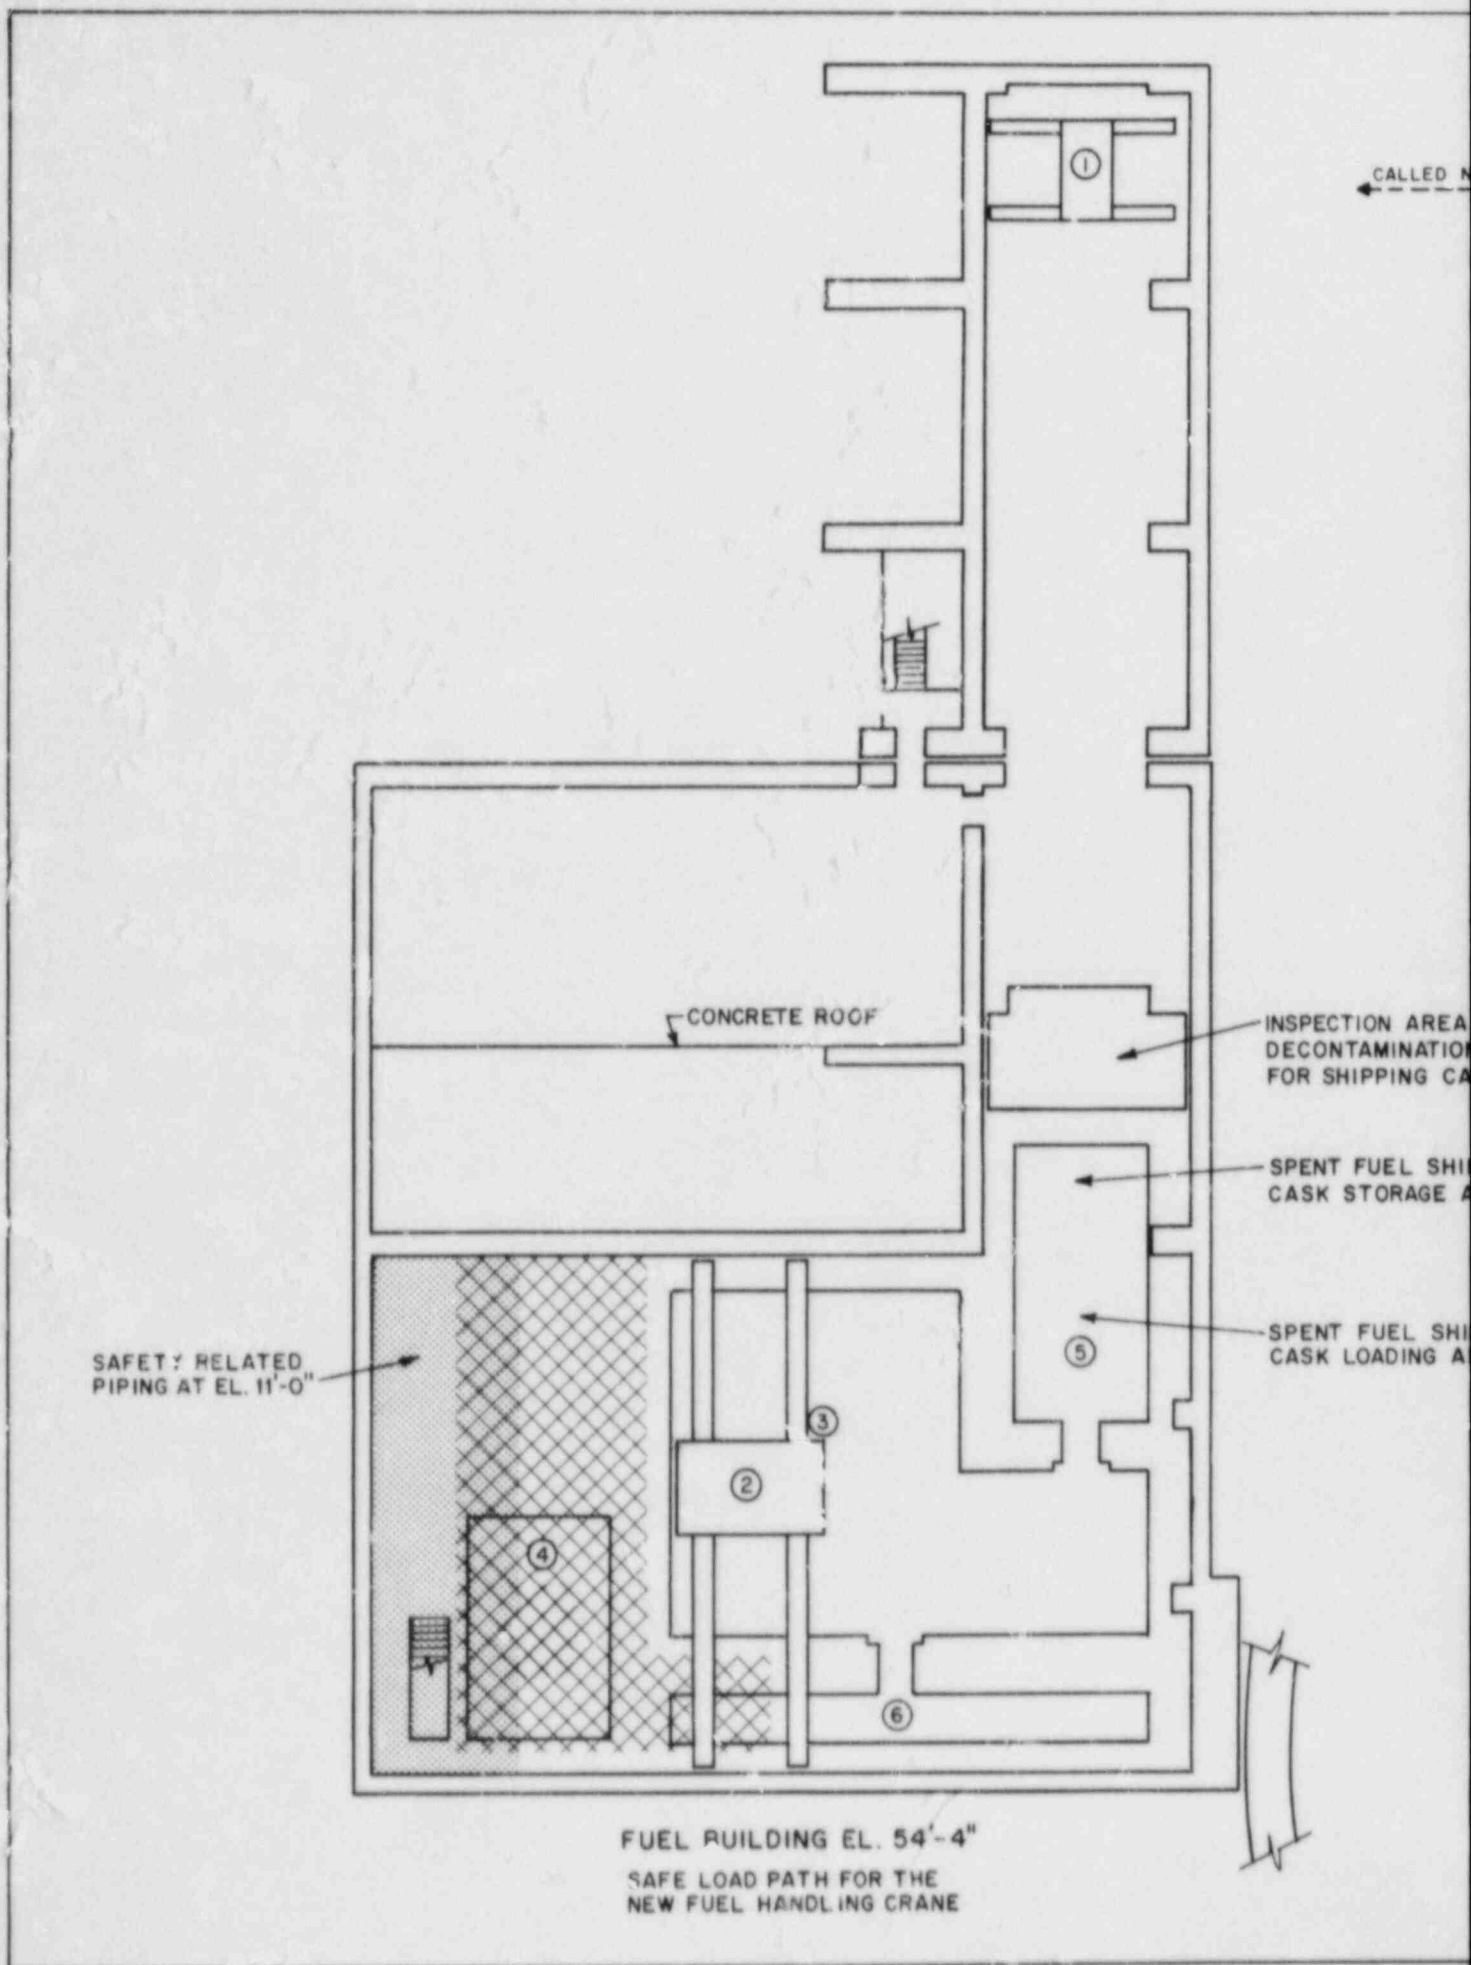 ①
CALLED N
CONCRETE ROOF
INSPECTION AREA
DECONTAMINATION
FOR SHIPPING CA
SPENT FUEL SHI
CASK STORAGE A
SAFETY RELATED
PIPING AT EL. 11'-0"
SPENT FUEL SHI
CASK LOADING A
⑤
③
②
④
⑥
FUEL BUILDING EL. 54'-4"
SAFE LOAD PATH FOR THE
NEW FUEL HANDLING CRANE